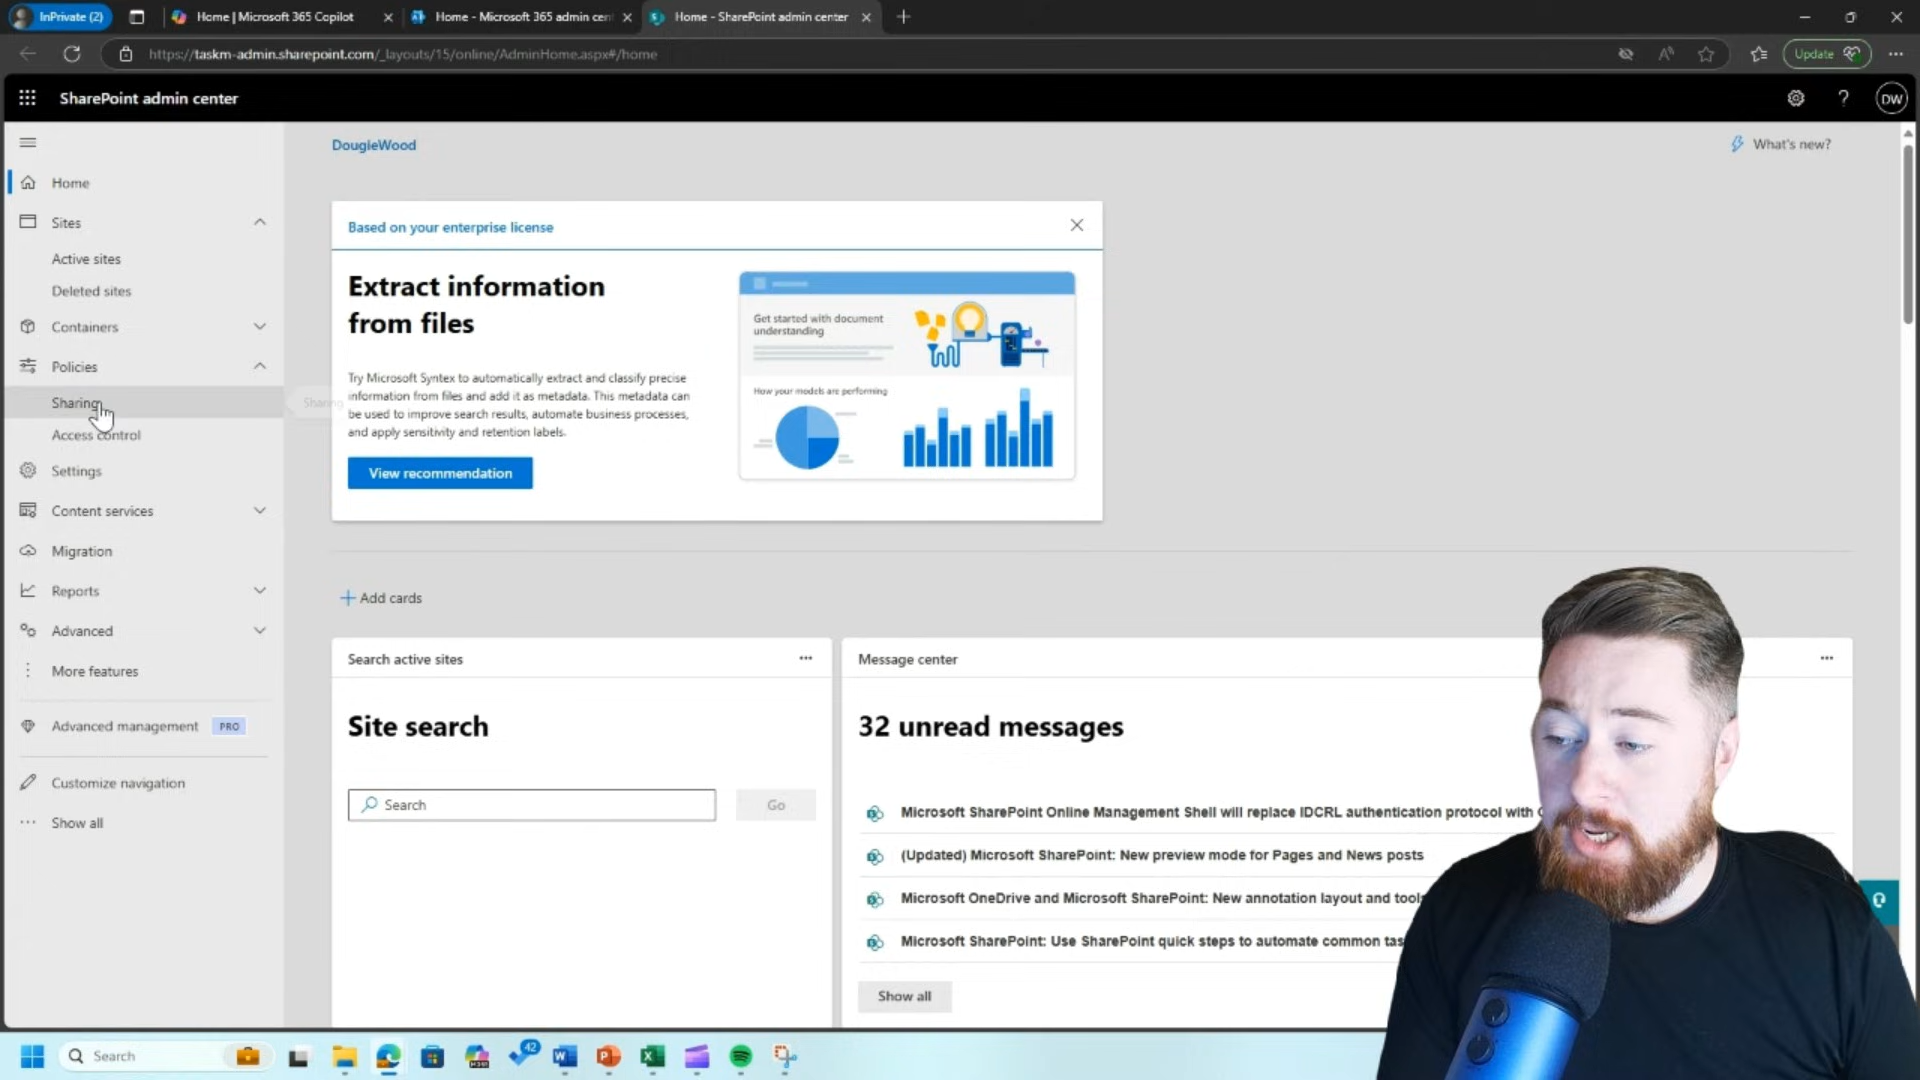 InPrivate (2)
Home | Microsoft 365 Copilot
Home - Microsoft 365 admin cen
Home - SharePoint admin center
https://taskm-admin.sharepoint.com/_layouts/15/online/AdminHome.aspx#/home
Update
SharePoint admin center
DW
DougieWood
What's new?
Home
Sites
Active sites
Deleted sites
Containers
Policies
Sharing
Sharing
Access control
Settings
Content services
Migration
Reports
Advanced
More features
Advanced management PRO
Customize navigation
Show all
Based on your enterprise license
Extract information
from files
Try Microsoft Syntex to automatically extract and classify precise
information from files and add it as metadata. This metadata can
be used to improve search results, automate business processes,
and apply sensitivity and retention labels.
View recommendation
Get started with document
understanding
How your models are performing
Add cards
Search active sites
Site search
Search
Go
Message center
32 unread messages
Microsoft SharePoint Online Management Shell will replace IDCRL authentication protocol with
(Updated) Microsoft SharePoint: New preview mode for Pages and News posts
Microsoft OneDrive and Microsoft SharePoint: New annotation layout and tools
Microsoft SharePoint: Use SharePoint quick steps to automate common tas
Show all
Search
42